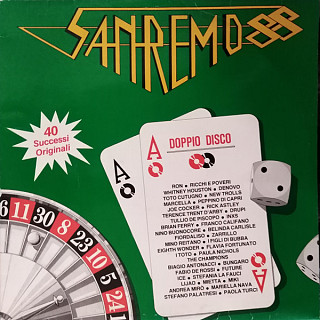 SANREMO 88
40
Successi
Originali
A
DOPPIO DISCO
A
A
RON • RICCHI E POVERI
WHITNEY HOUSTON • DENOVO
TOTO CUTUGNO • NEW TROLLS
MARCELLA • PEPPINO DI CAPRI
JOE COCKER • RICK ASTLEY
TERENCE TRENT D'ARBY • DRUPI
TULLIO DE PISCOPO • INXS
BRYAN FERRY • FRANCO CALIFANO
NINO BUONOCORE • BELINDA CARLISLE
FIORDALISO • ZARRILLO
MINO REITANO • I FIGLI DI BUBBA
EIGHTH WONDER • FLAVIA FORTUNATO
I TOTO • PAULA NICHOLS
THE CHAMPIONS
BIAGIO ANTONACCI • BUNGARO
FABIO DE ROSSI • FUTURE
ICE • STEFANIA LA FAUCI
LIJAO • MIETTA • MIKI
ANDREA MIRO • MARIELLA NAVA
STEFANO PALATRESI • PAOLA TURCI
6
11
30
8
23
10
5
24